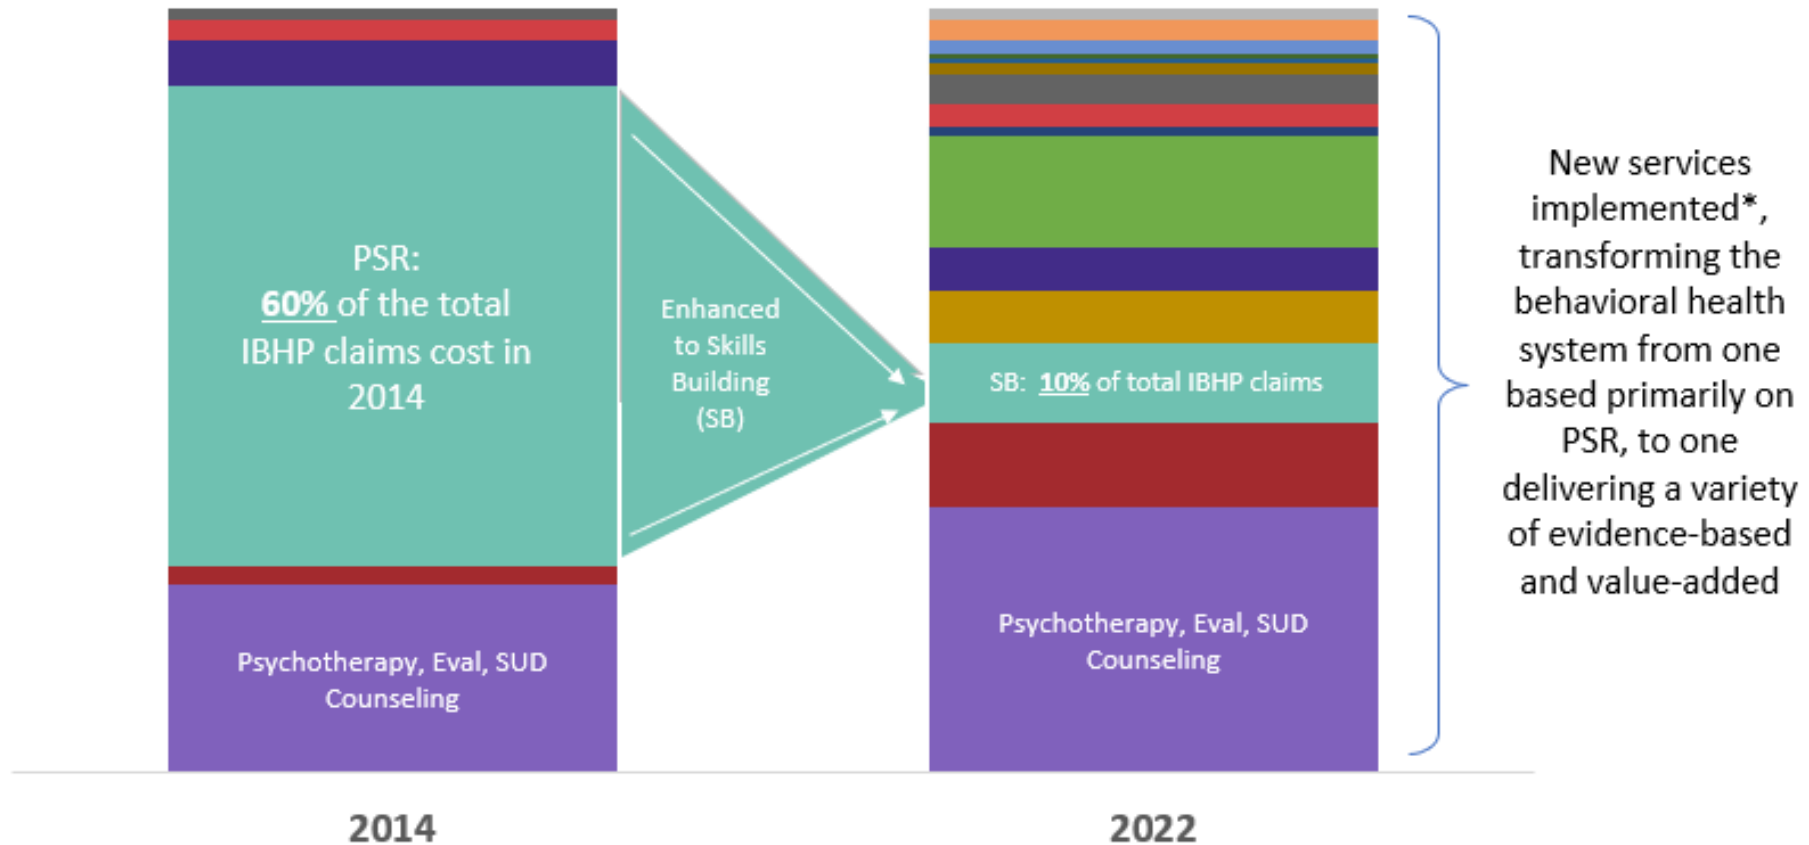 PSR:
60% of the total
IBHP claims cost in
2014
Psychotherapy, Eval, SUD
Counseling
Enhanced
to Skills
Building
(SB)
SB: 10% of total IBHP claims
Psychotherapy, Eval, SUD
Counseling
New services
implemented*,
transforming the
behavioral health
system from one
based primarily on
PSR, to one
delivering a variety
of evidence-based
and value-added
2014
2022